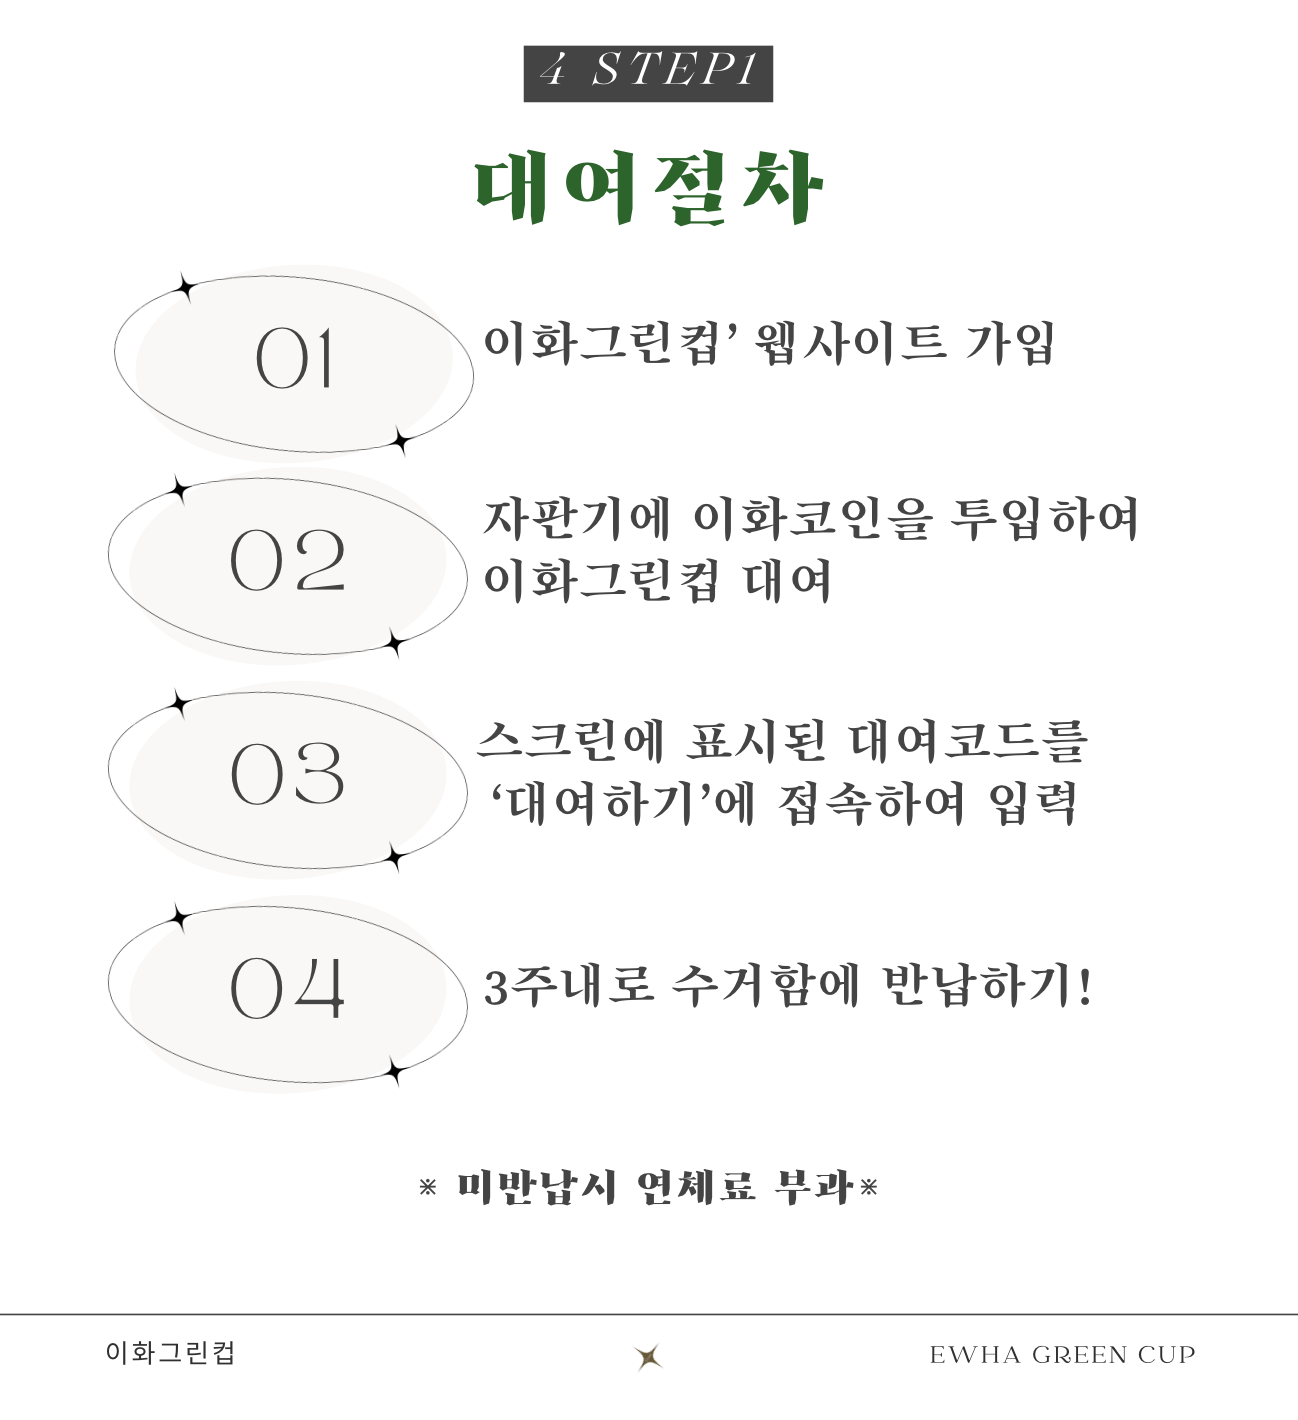 4 STEP1
대여절차
01
이화그린컵’ 웹사이트 가입
02
자판기에 이화코인을 투입하여
이화그린컵 대여
03
스크린에 표시된 대여코드를
‘대여하기’에 접속하여 입력
04
3주내로 수거함에 반납하기!
※ 미반납시 연체료 부과※
이화그린컵
EWHA GREEN CUP